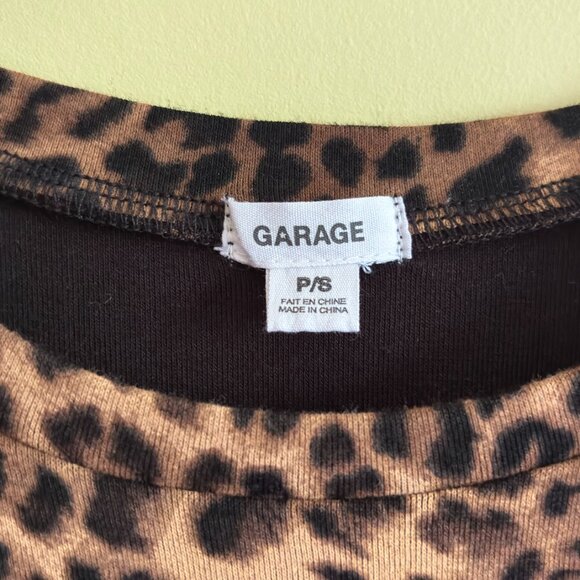 GARAGE
P/S
FAIT EN CHINE
MADE IN CHINA